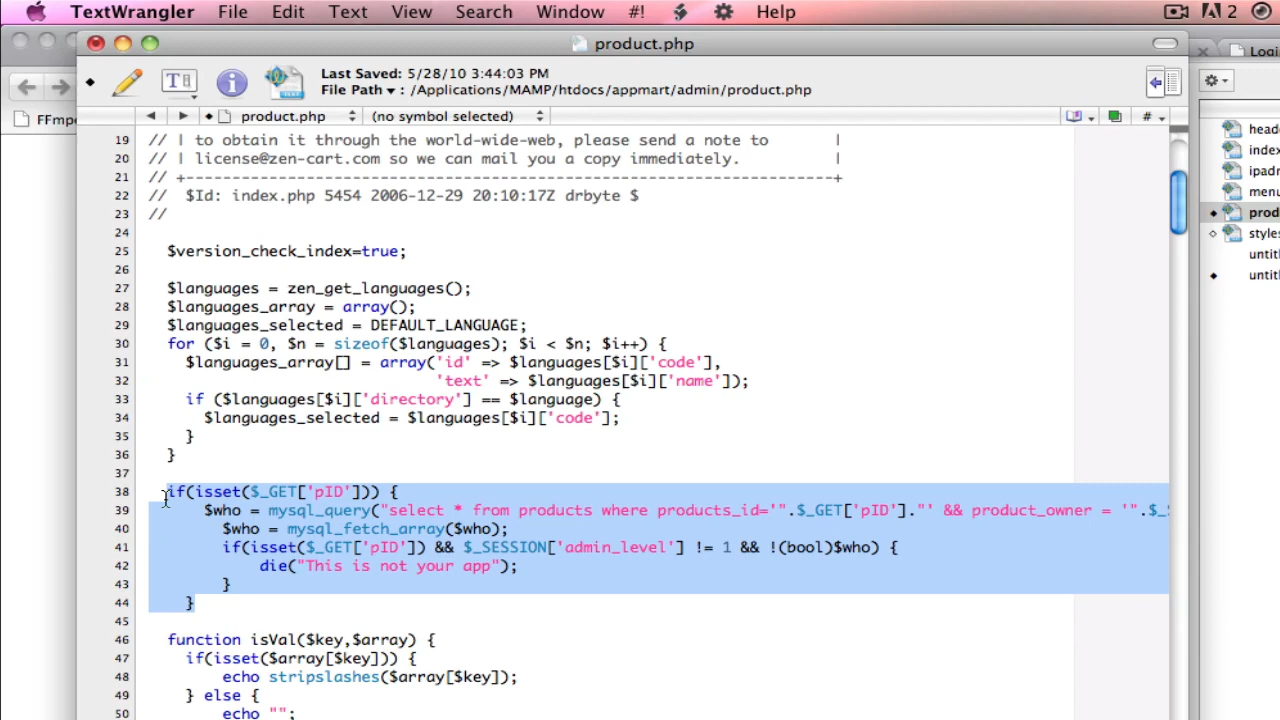 TextWrangler File Edit Text View Search Window #! Help 2
product.php
Last Saved: 5/28/10 3:44:03 PM
File Path ▾ : /Applications/MAMP/htdocs/appmart/admin/product.php
product.php (no symbol selected) #
19 // | to obtain it through the world-wide-web, please send a note to |
20 // | license@zen-cart.com so we can mail you a copy immediately. |
21 // +----------------------------------------------------------------------+
22 // $Id: index.php 5454 2006-12-29 20:10:17Z drbyte $
23 //
24
25 $version_check_index=true;
26
27 $languages = zen_get_languages();
28 $languages_array = array();
29 $languages_selected = DEFAULT_LANGUAGE;
30 for ($i = 0, $n = sizeof($languages); $i < $n; $i++) {
31 $languages_array[] = array('id' => $languages[$i]['code'],
32 'text' => $languages[$i]['name']);
33 if ($languages[$i]['directory'] == $language) {
34 $languages_selected = $languages[$i]['code'];
35 }
36 }
37
38 if(isset($_GET['pID'])) {
39 $who = mysql_query("select * from products where products_id='".$_GET['pID']."' && product_owner = '".$_S
40 $who = mysql_fetch_array($who);
41 if(isset($_GET['pID']) && $_SESSION['admin_level'] != 1 && !(bool)$who) {
42 die("This is not your app");
43 }
44 }
45
46 function isVal($key,$array) {
47 if(isset($array[$key])) {
48 echo stripslashes($array[$key]);
49 } else {
50 echo "";
FFmpe
Logi
heade
index
ipadn
menu
prod
styles
untit
untit